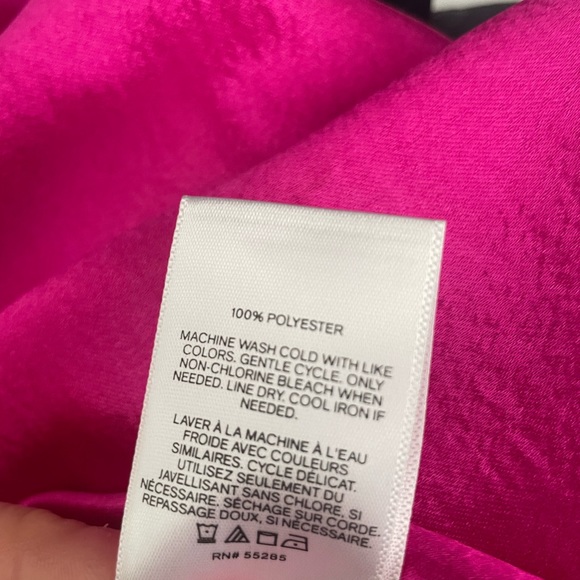 100% POLYESTER
MACHINE WASH COLD WITH LIKE
COLORS. GENTLE CYCLE. ONLY
NON-CHLORINE BLEACH WHEN
NEEDED. LINE DRY. COOL IRON IF
NEEDED.
LAVER À LA MACHINE À L'EAU
FROIDE AVEC COULEURS
SIMILAIRES. CYCLE DÉLICAT.
UTILISEZ SEULEMENT DU
JAVELLISANT SANS CHLORE, SI
NÉCESSAIRE. SÉCHAGE SUR CORDE.
REPASSAGE DOUX, SI NÉCESSAIRE.
RN# 55285